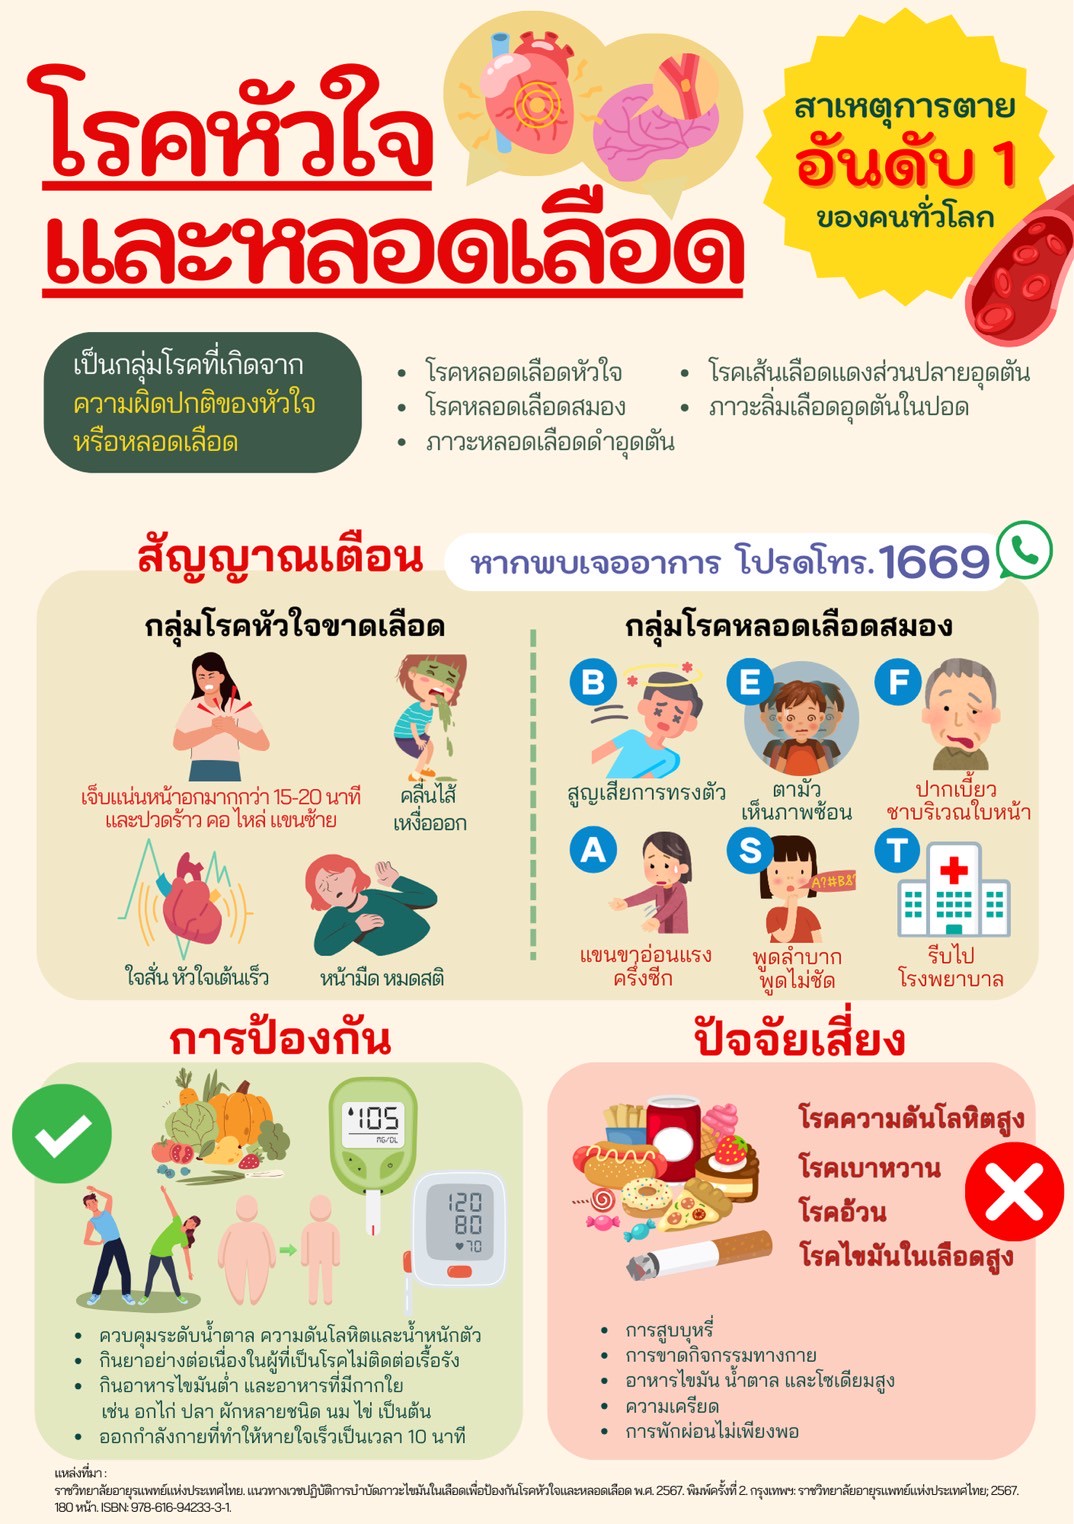 โรคหัวใจ
และหลอดเลือด
สาเหตุการตาย
อันดับ 1
ของคนทั่วโลก
เป็นกลุ่มโรคที่เกิดจาก
ความผิดปกติของหัวใจ
หรือหลอดเลือด
• โรคหลอดเลือดหัวใจ
• โรคหลอดเลือดสมอง
• ภาวะหลอดเลือดดำอุดตัน
• โรคเส้นเลือดแดงส่วนปลายอุดตัน
• ภาวะลิ่มเลือดอุดตันในปอด
สัญญาณเตือน
หากพบเจออาการ โปรดโทร. 1669
กลุ่มโรคหัวใจขาดเลือด
เจ็บแน่นหน้าอกมากกว่า 15-20 นาที
และปวดร้าว คอ ไหล่ แขนซ้าย
คลื่นไส้
เหงื่อออก
ใจสั่น หัวใจเต้นเร็ว
หน้ามืด หมดสติ
กลุ่มโรคหลอดเลือดสมอง
B
สูญเสียการทรงตัว
E
ตามัว
เห็นภาพซ้อน
F
ปากเบี้ยว
ชาบริเวณใบหน้า
A
แขนขาอ่อนแรง
ครึ่งซีก
S
A?#B&?
พูดลำบาก
พูดไม่ชัด
T
รีบไป
โรงพยาบาล
การป้องกัน
105
MG/DL
120
80
70
• ควบคุมระดับน้ำตาล ความดันโลหิตและน้ำหนักตัว
• กินยาอย่างต่อเนื่องในผู้ที่เป็นโรคไม่ติดต่อเรื้อรัง
• กินอาหารไขมันต่ำ และอาหารที่มีกากใย
เช่น อกไก่ ปลา ผักหลายชนิด นม ไข่ เป็นต้น
• ออกกำลังกายที่ทำให้หายใจเร็วเป็นเวลา 10 นาที
ปัจจัยเสี่ยง
โรคความดันโลหิตสูง
โรคเบาหวาน
โรคอ้วน
โรคไขมันในเลือดสูง
• การสูบบุหรี่
• การขาดกิจกรรมทางกาย
• อาหารไขมัน น้ำตาล และโซเดียมสูง
• ความเครียด
• การพักผ่อนไม่เพียงพอ
แหล่งที่มา :
ราชวิทยาลัยอายุรแพทย์แห่งประเทศไทย. แนวทางเวชปฏิบัติการบำบัดภาวะไขมันในเลือดเพื่อป้องกันโรคหัวใจและหลอดเลือด พ.ศ. 2567. พิมพ์ครั้งที่ 2. กรุงเทพฯ: ราชวิทยาลัยอายุรแพทย์แห่งประเทศไทย; 2567.
180 หน้า. ISBN: 978-616-94233-3-1.